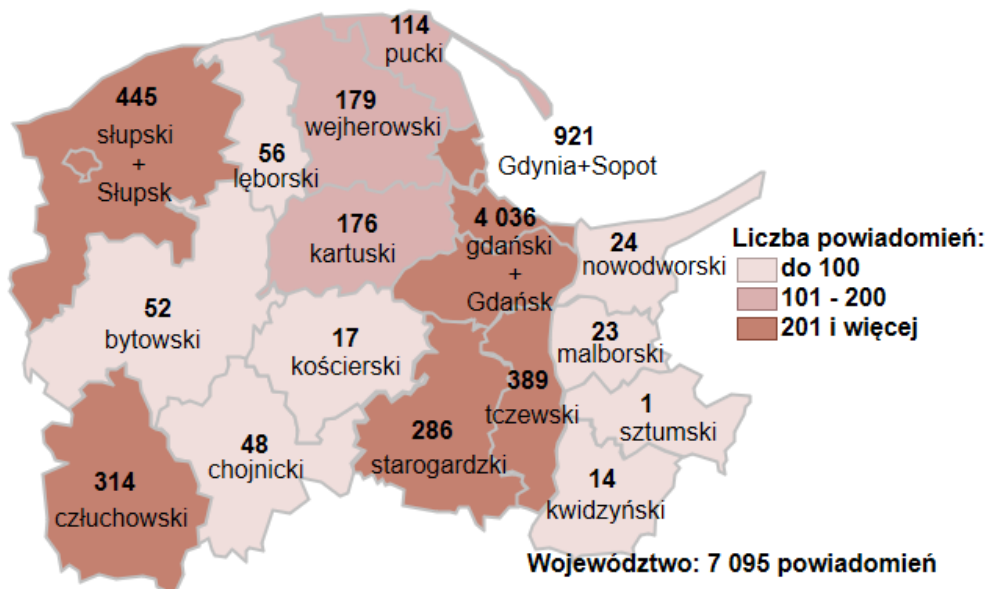 114
pucki
445
słupski
+
Słupsk
179
wejherowski
56
lęborski
921
Gdynia+Sopot
176
kartuski
4 036
gdański
+
Gdańsk
24
nowodworski
Liczba powiadomień:
do 100
101 - 200
201 i więcej
52
bytowski
17
kościerski
23
malborski
389
tczewski
1
sztumski
286
starogardzki
48
chojnicki
314
człuchowski
14
kwidzyński
Województwo: 7 095 powiadomień